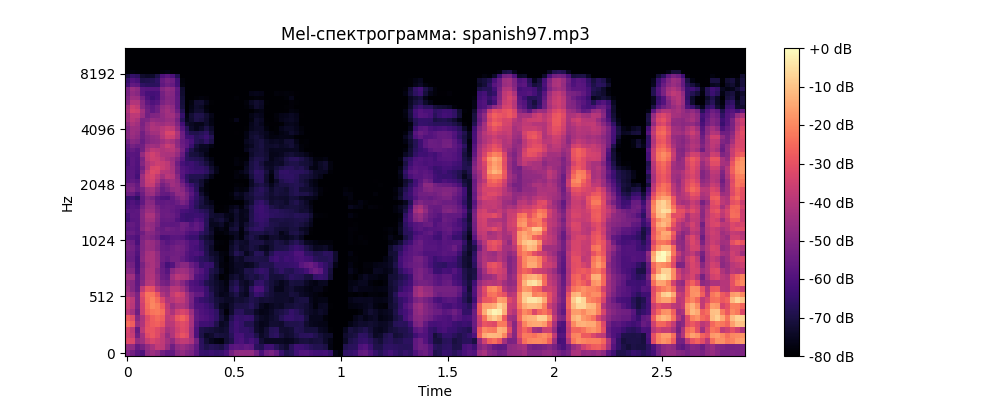 Mel-спектрограмма: spanish97.mp3
+0 dB
8192
-10 dB
4096
-20 dB
-30 dB
2048
Hz
-40 dB
1024
-50 dB
-60 dB
512
-70 dB
0
-80 dB
0 0.5 1 1.5 2 2.5
Time